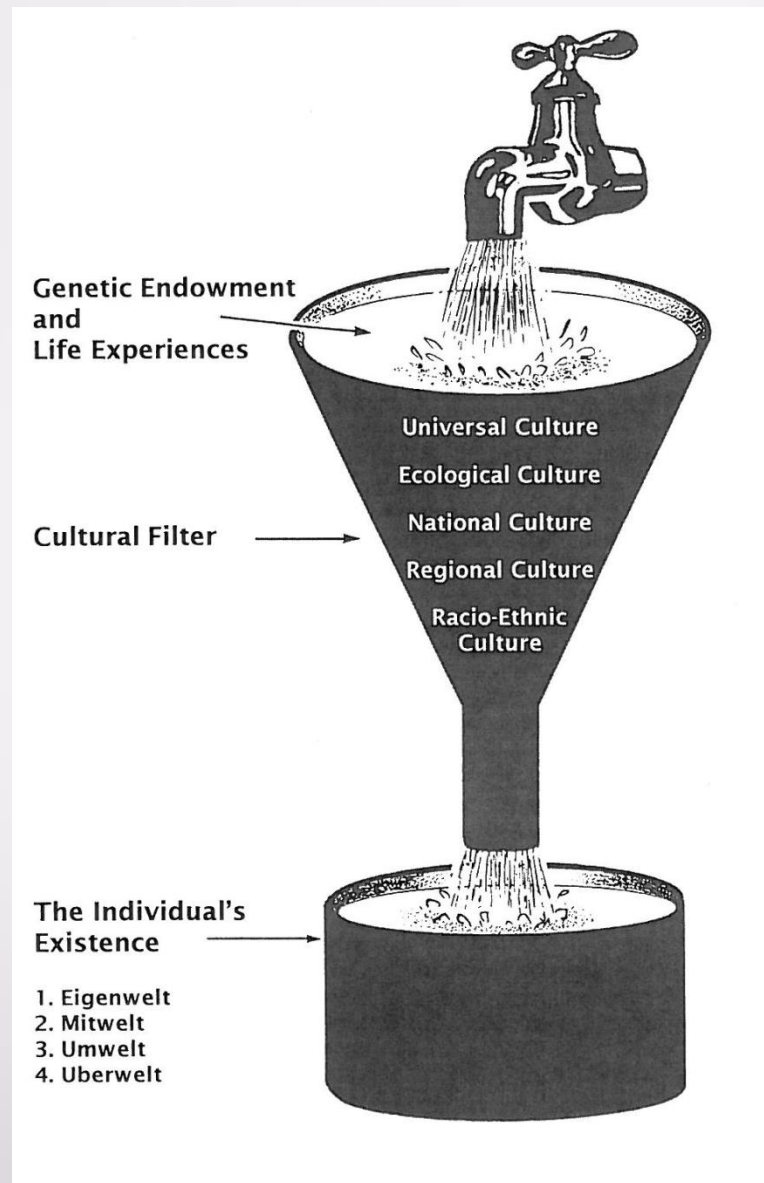 Genetic Endowment
and
Life Experiences
Universal Culture
Ecological Culture
National Culture
Cultural Filter
Regional Culture
Racio-Ethnic
Culture
The Individual's
Existence
1. Eigenwelt
2. Mitwelt
3. Umwelt
4. Uberwelt